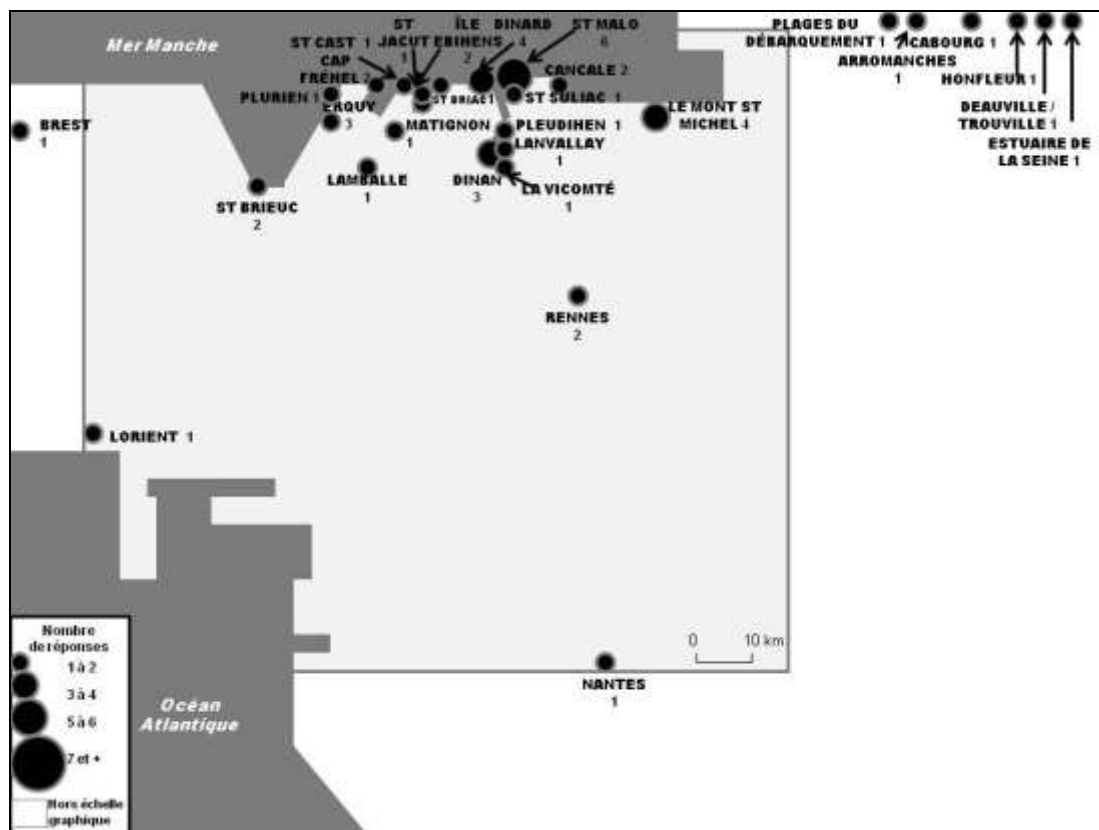 Mer Manche
ST CAST 1
ST
JACUT
1
ÎLE
EBIHENS
2
DINARD
4
ST MALO
6
CAP
FRÉHEL 2
CANCALE 2
PLURIEN 1
ERQUY
3
ST BRIAC 1
ST SULIAC 1
MATIGNON
1
PLEUDIHEN 1
LANVALLAY
1
LE MONT ST
MICHEL 4
LAMBALLE
1
DINAN
3
LA VICOMTÉ
1
ST BRIEUC
2
BREST
1
PLAGES DU
DÉBARQUEMENT 1
CABOURG 1
ARROMANCHES
1
HONFLEUR 1
DEAUVILLE /
TROUVILLE 1
ESTUAIRE DE
LA SEINE 1
RENNES
2
LORIENT 1
0 10 km
NANTES
1
Océan
Atlantique
Nombre
de réponses
1 à 2
3 à 4
5 à 6
7 et +
Hors échelle
graphique